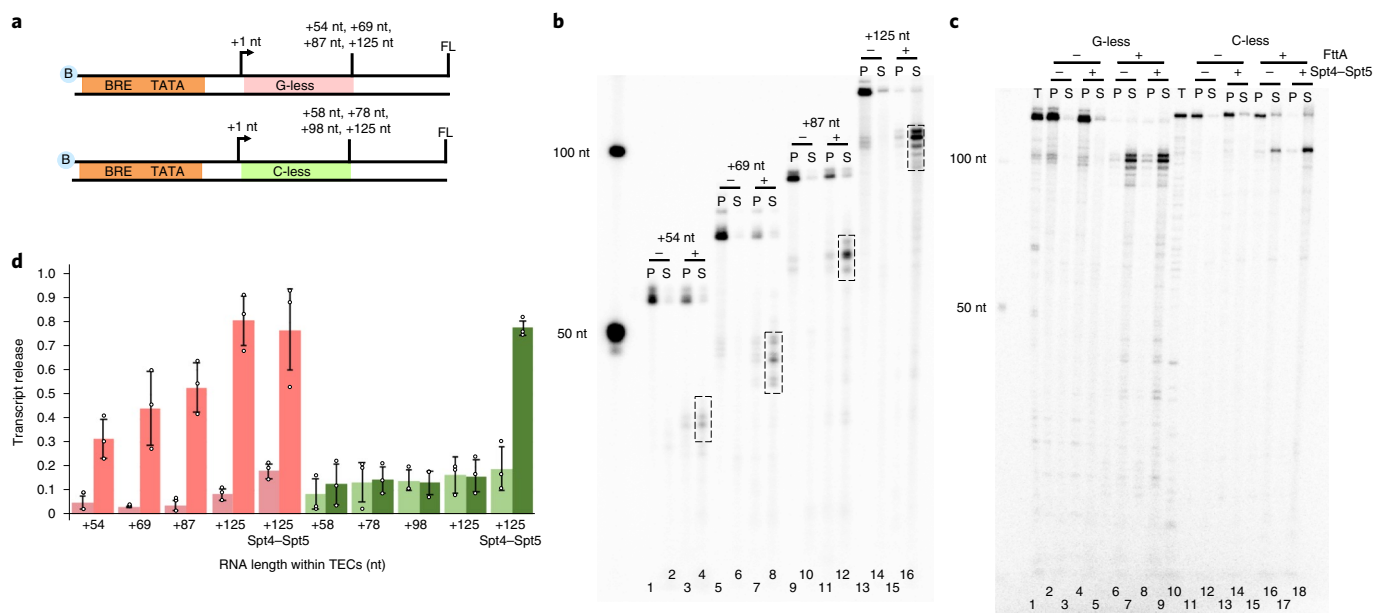 a
+54 nt, +69 nt,
+87 nt, +125 nt
+1 nt
FL
B
BRE TATA
G-less
+58 nt, +78 nt,
+98 nt, +125 nt
+1 nt
FL
B
BRE TATA
C-less
b
+125 nt
– +
P S P S
+87 nt
– +
P S P S
100 nt
+69 nt
– +
P S P S
+54 nt
– +
P S P S
50 nt
2 4 6 8 10 12 14 16
1 3 5 7 9 11 13 15
c
G-less C-less
– + – + FttA
– + – + – + – + Spt4–Spt5
T P S P S P S P S T P S P S P S P S
100 nt
50 nt
2 4 6 8 10 12 14 16 18
1 3 5 7 9 11 13 15 17
d
Transcript release
1.0
0.9
0.8
0.7
0.6
0.5
0.4
0.3
0.2
0.1
0
+54 +69 +87 +125 +125 +58 +78 +98 +125 +125
Spt4–Spt5 Spt4–Spt5
RNA length within TECs (nt)